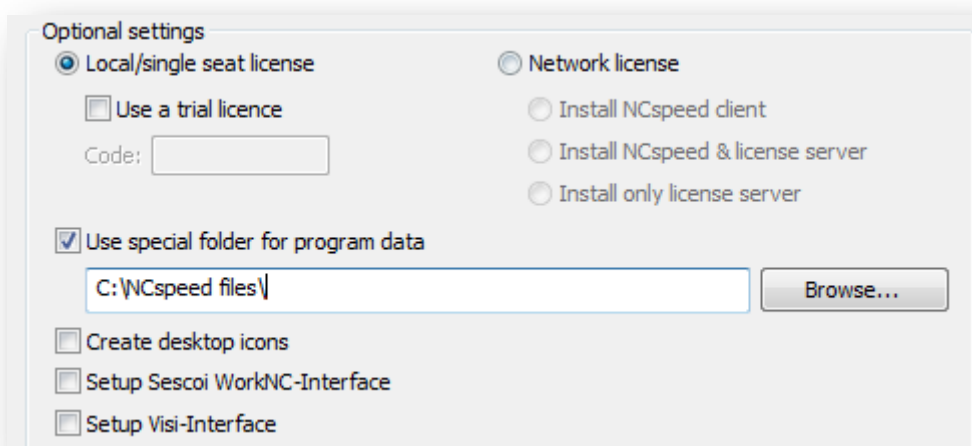 Optional settings
Local/single seat license
Network license
Use a trial licence
Install NCspeed client
Code:
Install NCspeed & license server
Install only license server
Use special folder for program data
C:\NCspeed files\
Browse...
Create desktop icons
Setup Sescoi WorkNC-Interface
Setup Visi-Interface